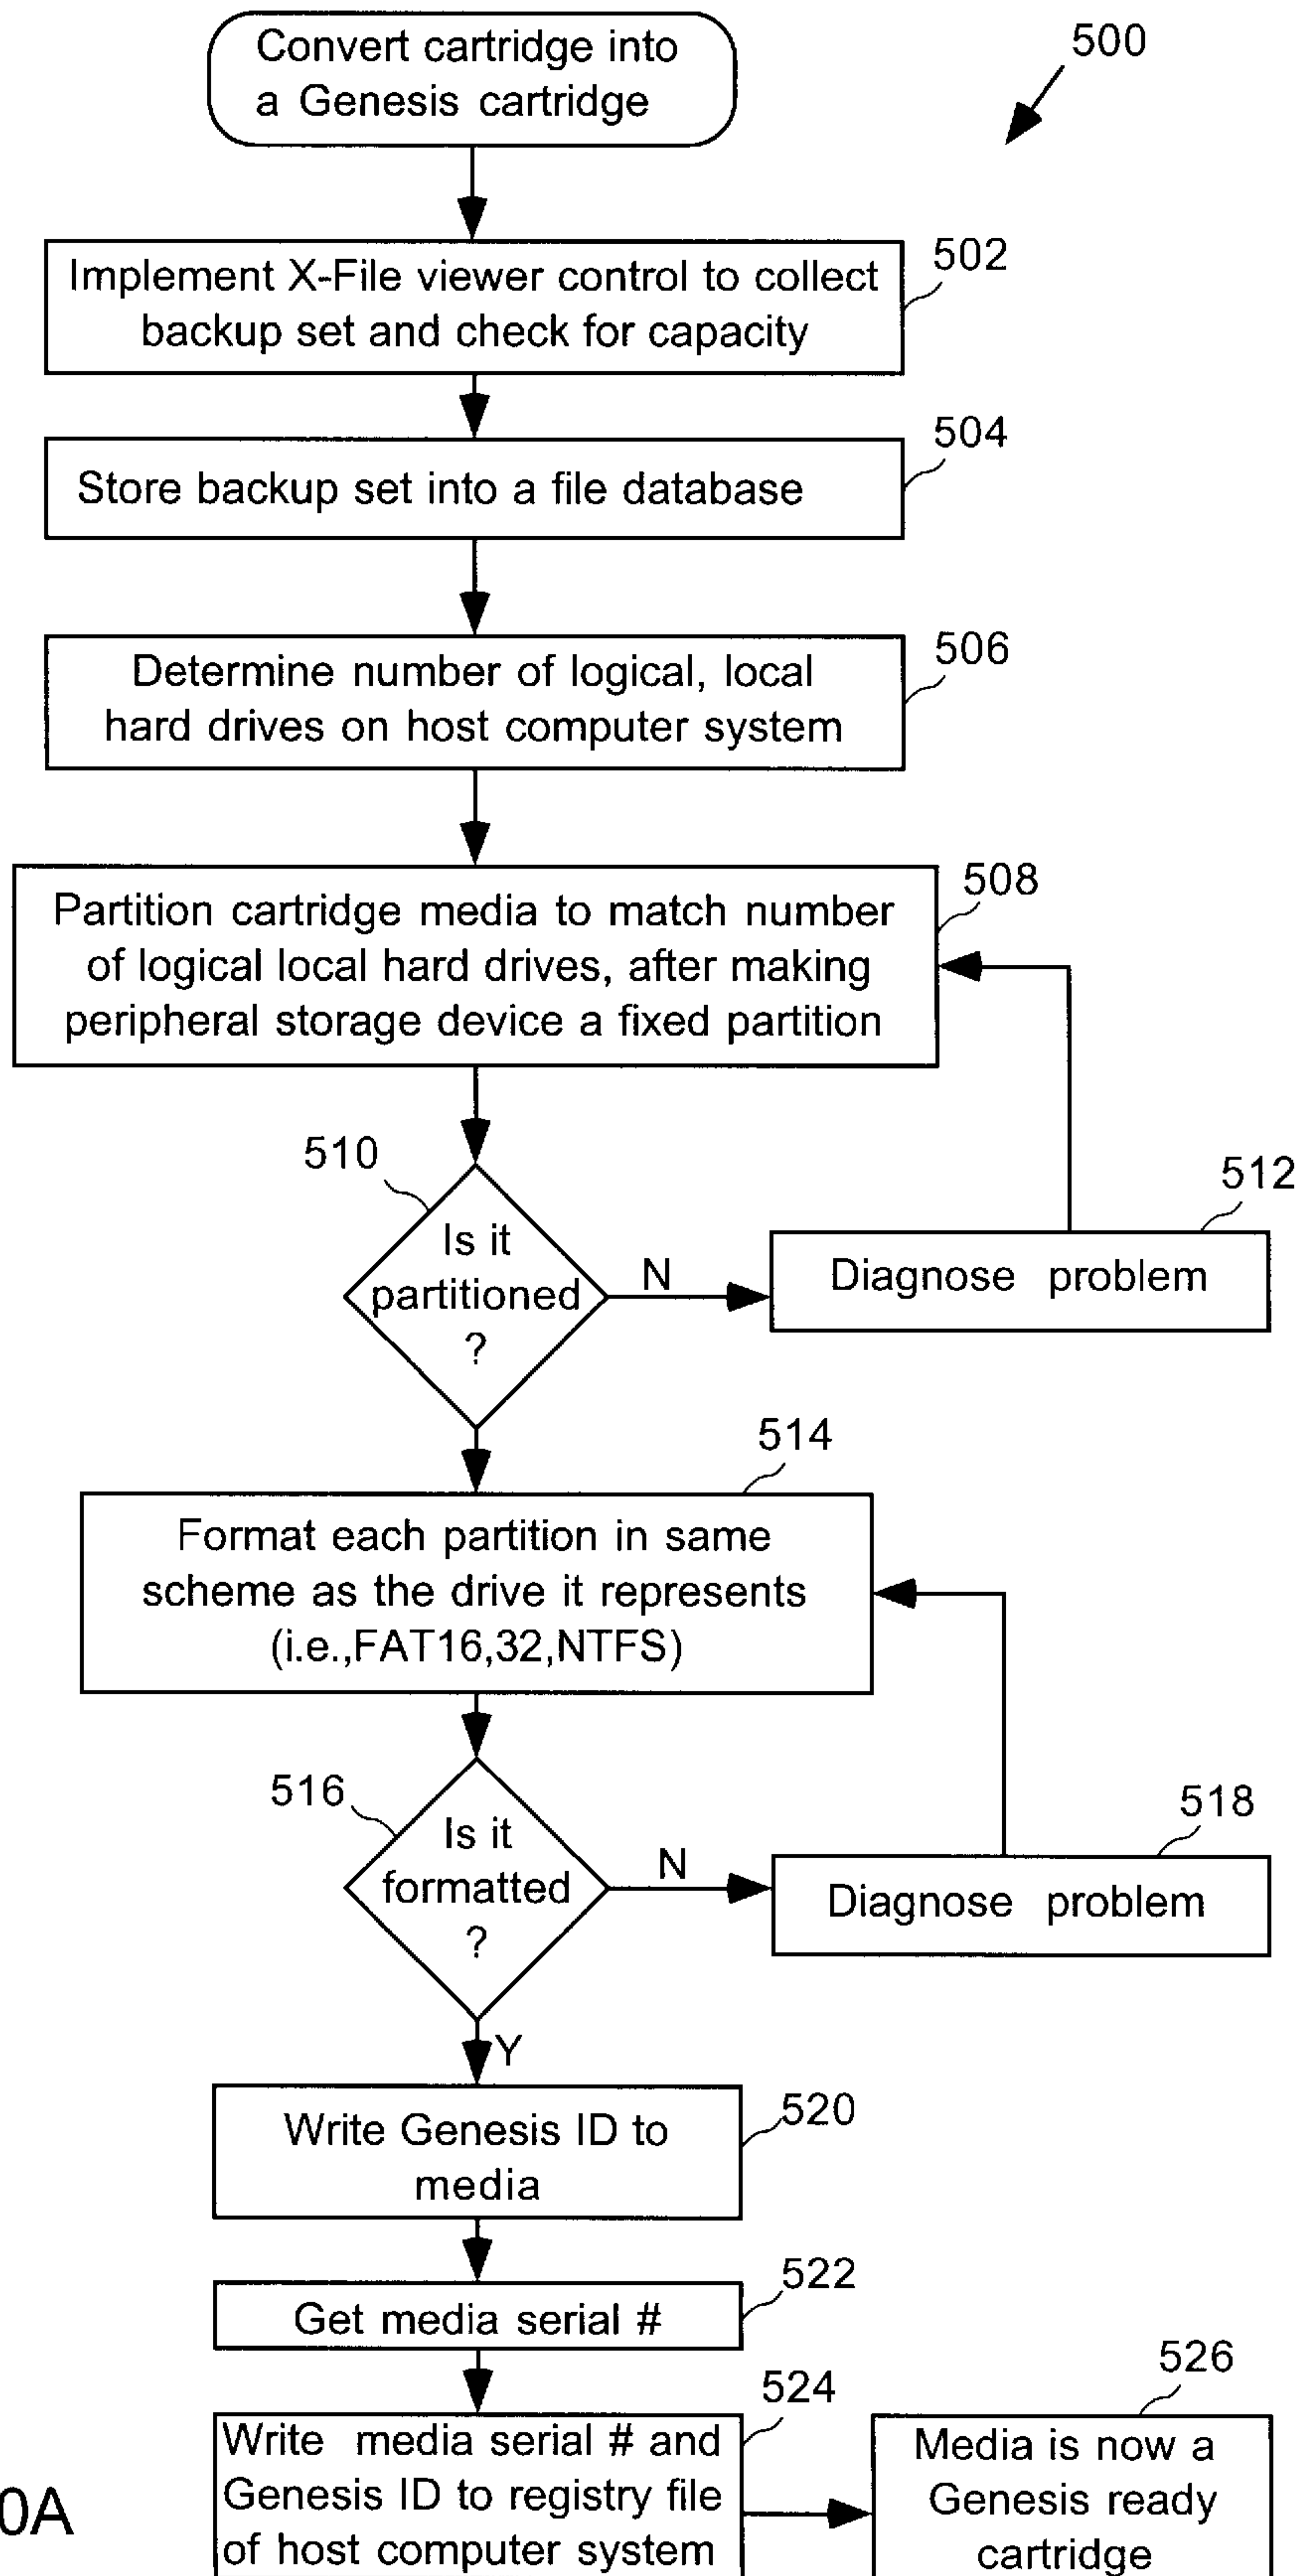 Convert cartridge into
a Genesis cartridge
500
Implement X-File viewer control to collect
backup set and check for capacity
502
Store backup set into a file database
504
Determine number of logical, local
hard drives on host computer system
506
Partition cartridge media to match number
of logical local hard drives, after making
peripheral storage device a fixed partition
508
510
Is it
partitioned
?
N
512
Diagnose problem
514
Format each partition in same
scheme as the drive it represents
(i.e.,FAT16,32,NTFS)
516
Is it
formatted
?
N
518
Diagnose problem
Y
Write Genesis ID to
media
520
Get media serial #
522
Write media serial # and
Genesis ID to registry file
of host computer system
524
526
Media is now a
Genesis ready
cartridge
0A